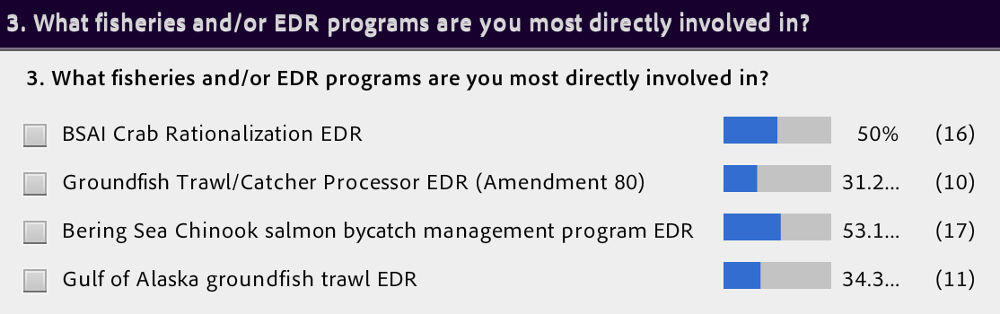 3. What fisheries and/or EDR programs are you most directly involved in?
3. What fisheries and/or EDR programs are you most directly involved in?
BSAI Crab Rationalization EDR 50% (16)
Groundfish Trawl/Catcher Processor EDR (Amendment 80) 31.2... (10)
Bering Sea Chinook salmon bycatch management program EDR 53.1... (17)
Gulf of Alaska groundfish trawl EDR 34.3... (11)